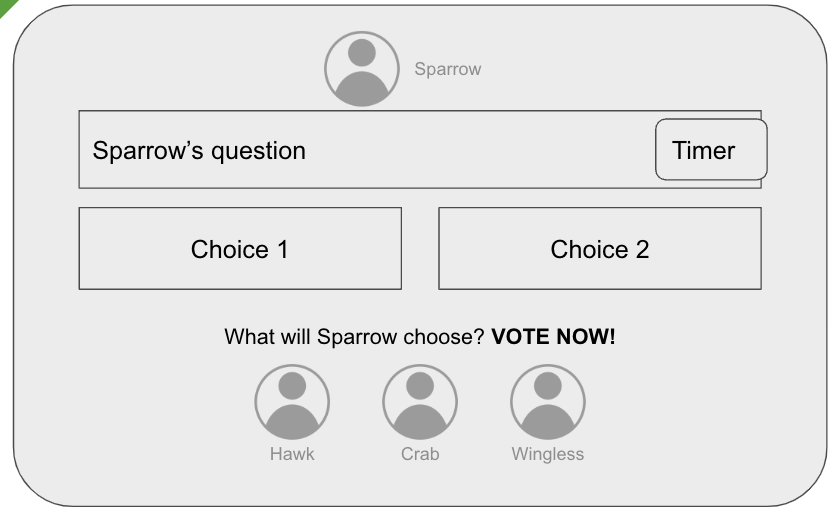 Sparrow
Sparrow’s question
Timer
Choice 1
Choice 2
What will Sparrow choose? VOTE NOW!
Hawk
Crab
Wingless